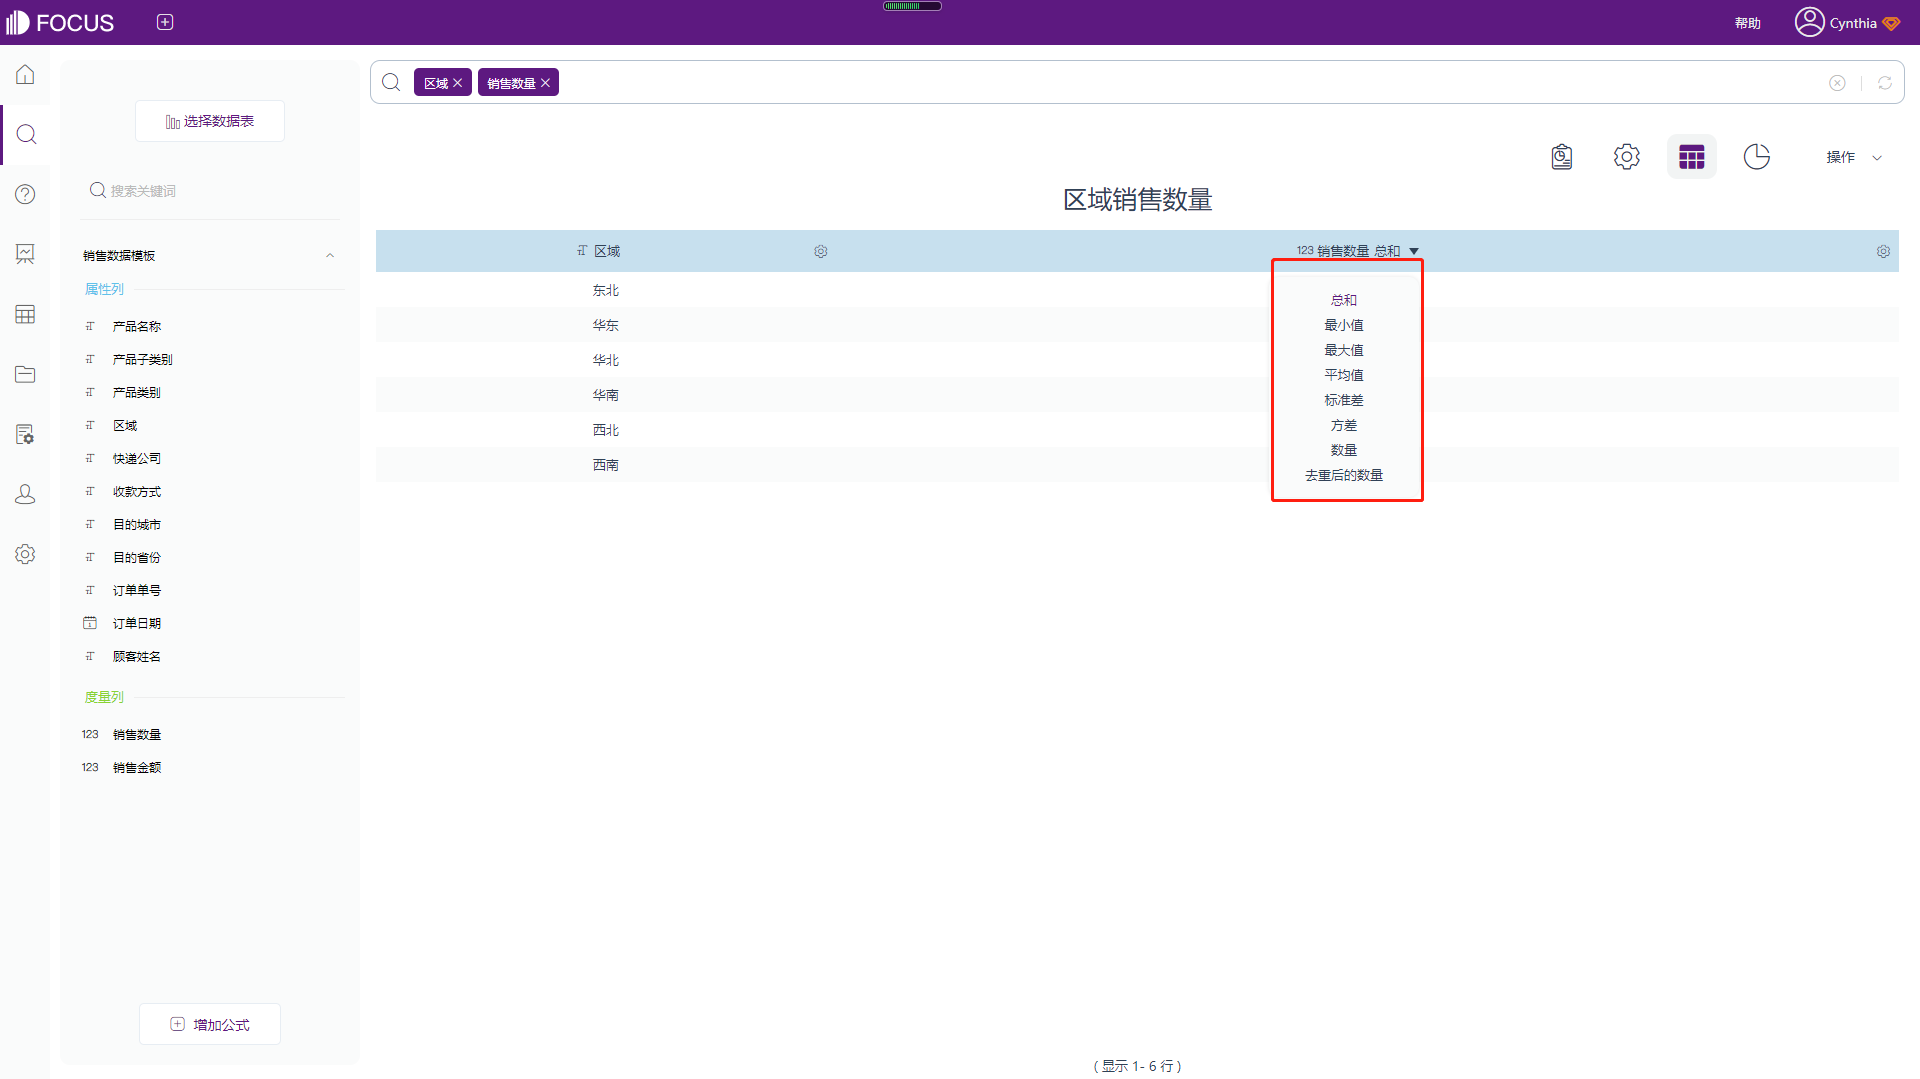 FOCUS
帮助
Cynthia
选择数据表
搜索关键词
销售数据模板
属性列
产品名称
产品子类别
产品类别
区域
快递公司
收款方式
目的城市
目的省份
订单单号
订单日期
顾客姓名
度量列
123 销售数量
123 销售金额
增加公式
区域
销售数量
操作
区域销售数量
区域
123 销售数量 总和
东北
华东
华北
华南
西北
西南
总和
最小值
最大值
平均值
标准差
方差
数量
去重后的数量
( 显示 1- 6 行 )